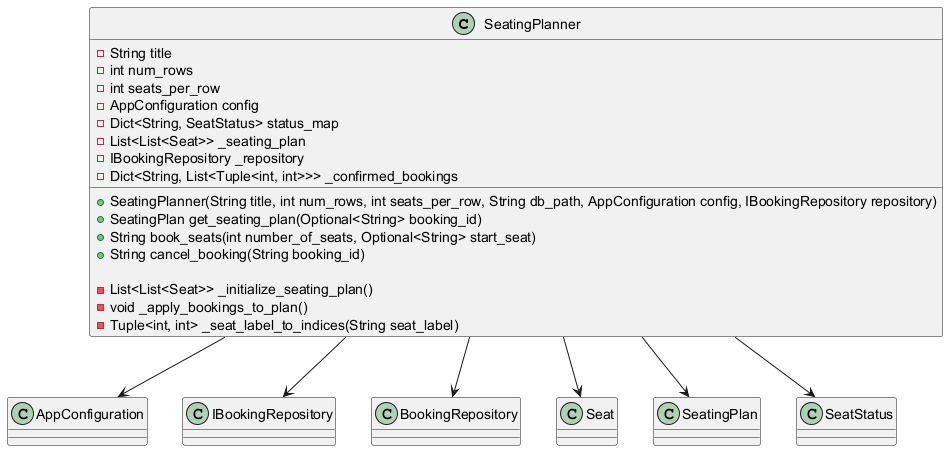 C SeatingPlanner
String title
int num_rows
int seats_per_row
AppConfiguration config
Dict<String, SeatStatus> status_map
List<List<Seat>> _seating_plan
IBookingRepository _repository
Dict<String, List<Tuple<int, int>>> _confirmed_bookings
SeatingPlanner(String title, int num_rows, int seats_per_row, String db_path, AppConfiguration config, IBookingRepository repository)
SeatingPlan get_seating_plan(Optional<String> booking_id)
String book_seats(int number_of_seats, Optional<String> start_seat)
String cancel_booking(String booking_id)
List<List<Seat>> _initialize_seating_plan()
void _apply_bookings_to_plan()
Tuple<int, int> _seat_label_to_indices(String seat_label)
C AppConfiguration
C IBookingRepository
C BookingRepository
C Seat
C SeatingPlan
C SeatStatus